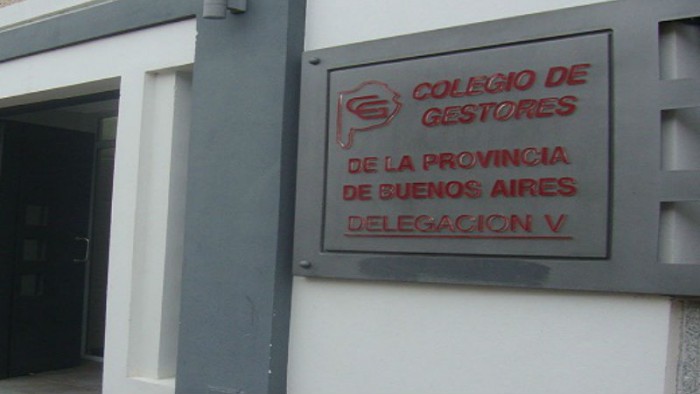 COLEGIO DE
GESTORES
DE LA PROVINCIA
DE BUENOS AIRES
DELEGACION V